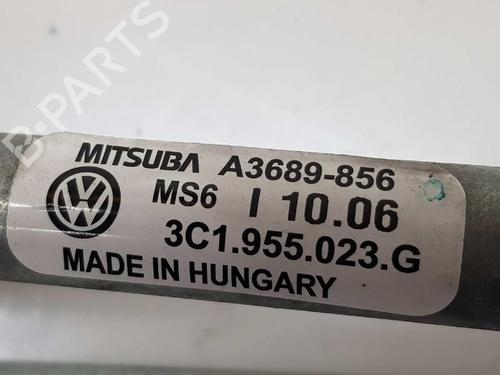 B-PARTS
MITSUBA A3689-856
MS6 I 10.06
3C1.955.023.G
MADE IN HUNGARY